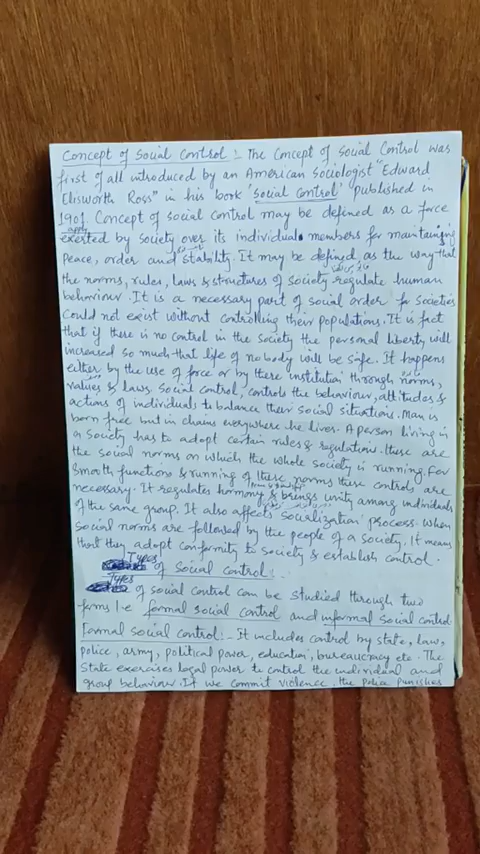 Concept of Social Control :- The Concept of Social Control was
first of all introduced by an American Sociologist "Edward
Elisworth Ross" in his book 'Social Control' published in
1901. Concept of social control may be defined as a force
apply
exerted by society over its individual members for maintaining
Peace, order and stability. It may be defined as the way that
the norms, rules, laws & structures of Society regulate human
behaviour. It is a necessary part of social order for Societies
Could not exist without controlling their populations. It is fact
that if there is no control in the society the personal liberty will
increased so much that life of nobody will be safe. It happens
either by the use of force or by these institution through norms,
values & laws. Social control, controls the behaviour, attitudes &
actions of individuals to balance their social situations. Man is
born free but in chains everywhere he lives. A person living in
a society has to adopt certain rules & regulations. these are
the social norms on which the whole society is running. For
smooth functions & running of these norms these controls are
necessary. It regulates harmony & brings unity among individuals
of the same group. It also affects socialization process. When
social norms are followed by the people of a society. It means
that they adopt conformity to society & establish control.
Types
of Social Control :
Types
of social control can be studied through two
forms i.e formal social control and informal social control
Formal social control :- It includes control by state, law,
police, army, political power, education, bureaucracy etc. The
State exercises legal power to control the individual and
group behaviour. If we commit violence, the police punishes